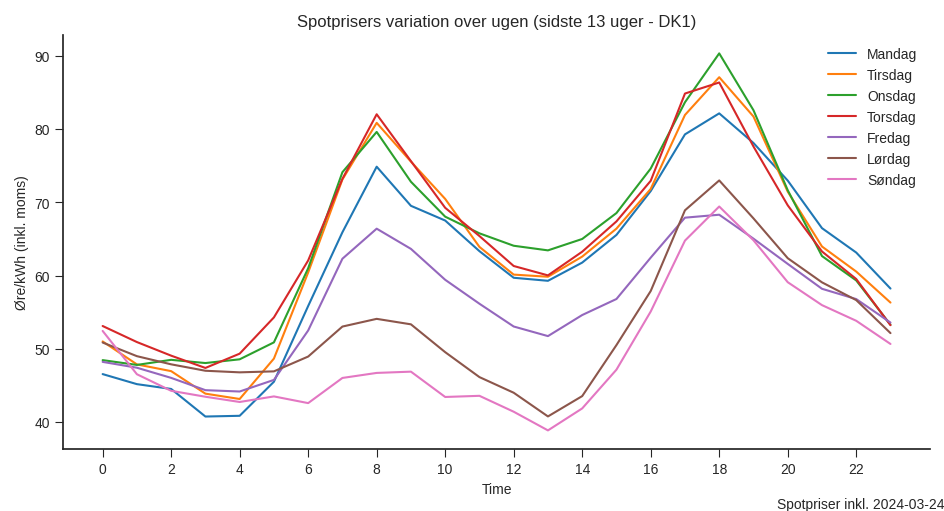 Spotprisers variation over ugen (sidste 13 uger - DK1)
Mandag
Tirsdag
Onsdag
Torsdag
Fredag
Lørdag
Søndag
Øre/kWh (inkl. moms)
90
80
70
60
50
40
0 2 4 6 8 10 12 14 16 18 20 22
Time
Spotpriser inkl. 2024-03-24